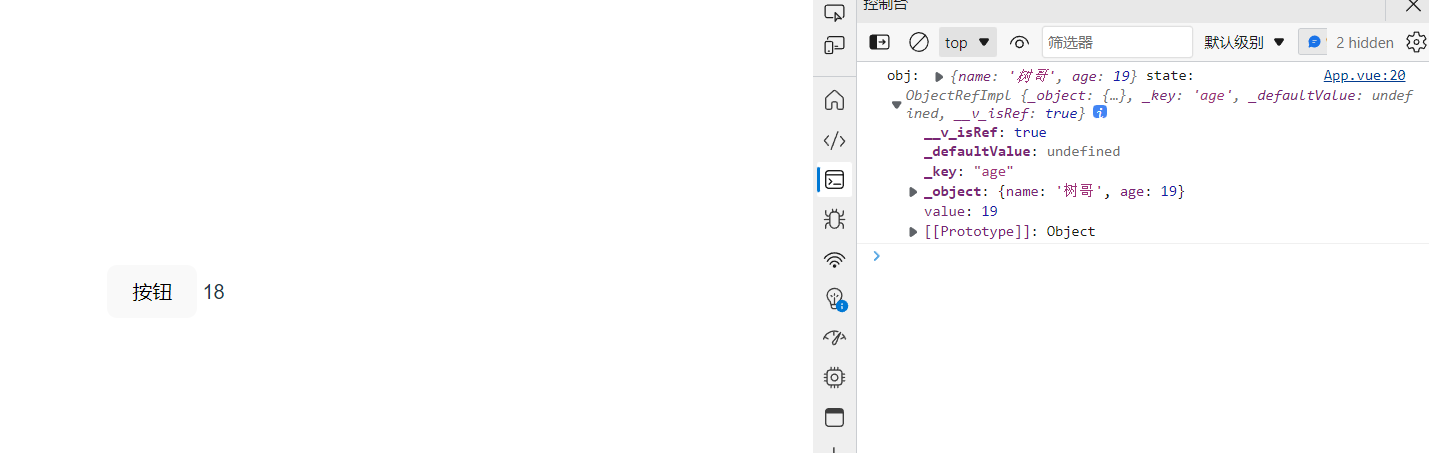 控制台
top
筛选器
默认级别
2 hidden
obj: {name: '树哥', age: 19} state:
App.vue:20
ObjectRefImpl {_object: {…}, _key: 'age', _defaultValue: undef
ined, __v_isRef: true}
__v_isRef: true
_defaultValue: undefined
_key: "age"
_object: {name: '树哥', age: 19}
value: 19
[[Prototype]]: Object
按钮 18